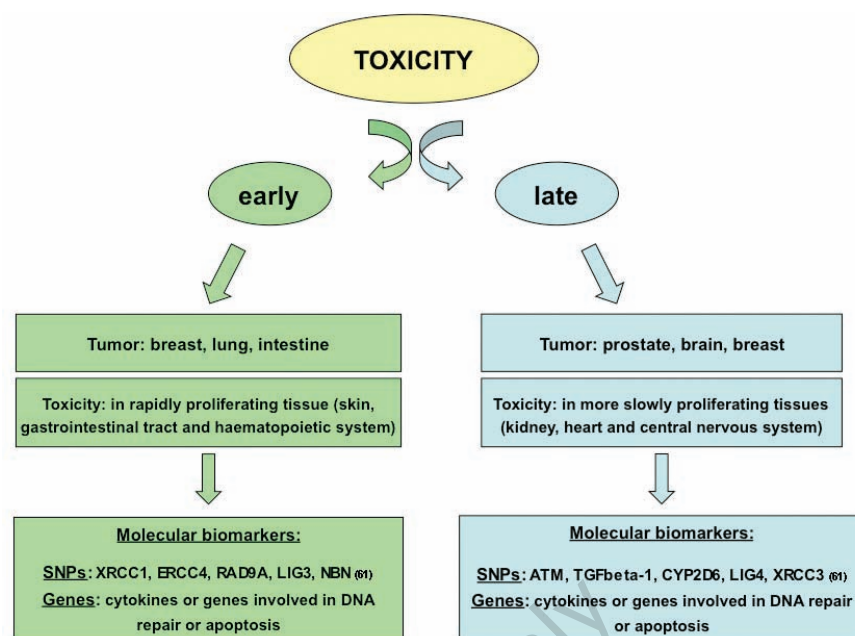 TOXICITY
early
late
Tumor: breast, lung, intestine
Toxicity: in rapidly proliferating tissue (skin,
gastrointestinal tract and haematopoietic system)
Molecular biomarkers:
SNPs: XRCC1, ERCC4, RAD9A, LIG3, NBN (61)
Genes: cytokines or genes involved in DNA
repair or apoptosis
Tumor: prostate, brain, breast
Toxicity: in more slowly proliferating tissues
(kidney, heart and central nervous system)
Molecular biomarkers:
SNPs: ATM, TGFbeta-1, CYP2D6, LIG4, XRCC3 (61)
Genes: cytokines or genes involved in DNA
repair or apoptosis